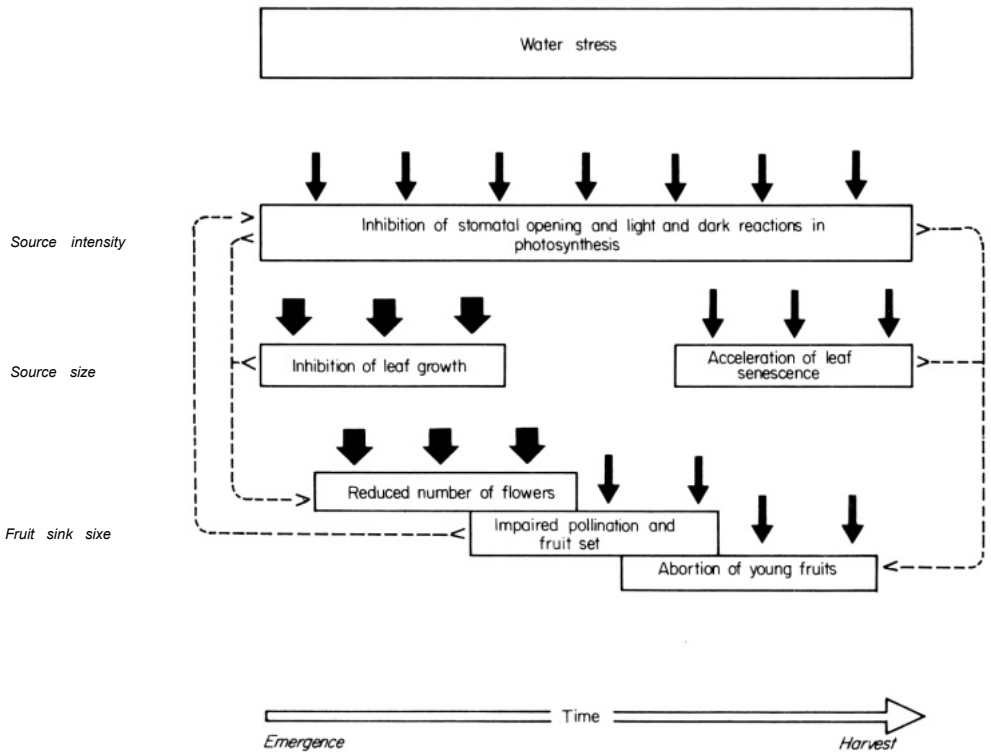 Water stress
Source intensity
Inhibition of stomatal opening and light and dark reactions in
photosynthesis
Source size
Inhibition of leaf growth
Acceleration of leaf
senescence
Reduced number of flowers
Fruit sink sixe
Impaired pollination and
fruit set
Abortion of young fruits
Time
Emergence
Harvest